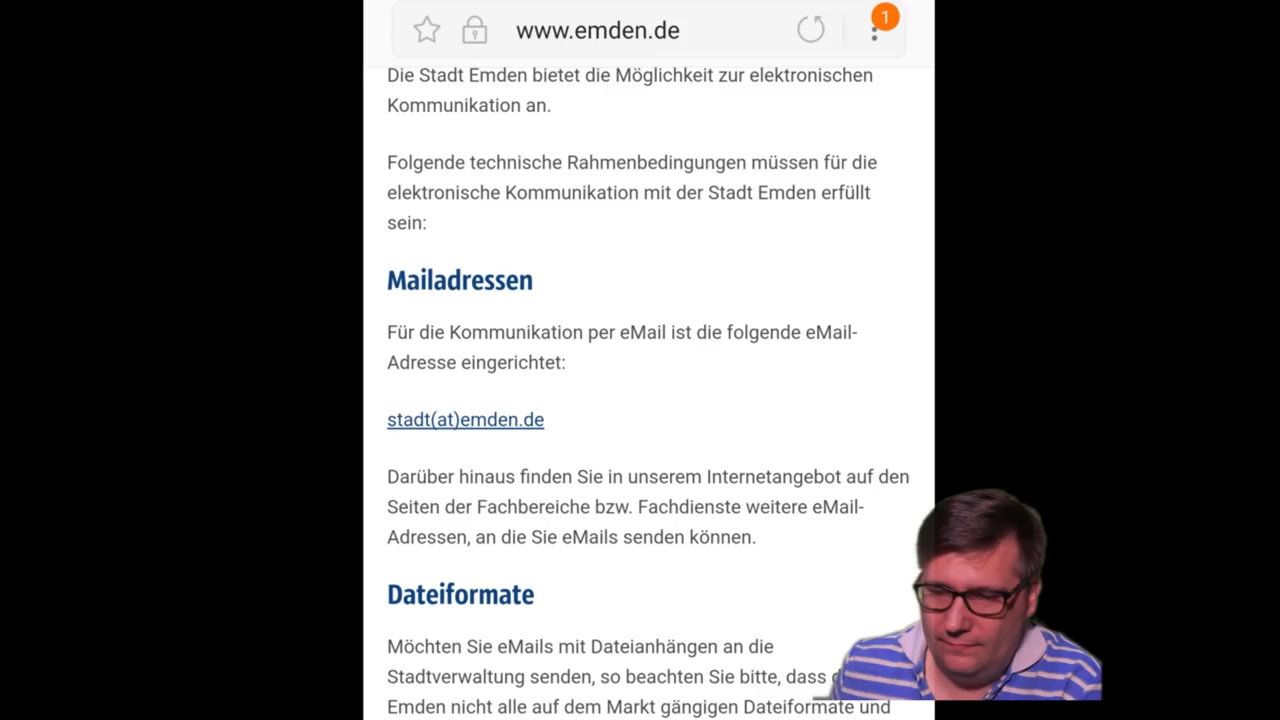 1
www.emden.de
Die Stadt Emden bietet die Möglichkeit zur elektronischen
Kommunikation an.
Folgende technische Rahmenbedingungen müssen für die
elektronische Kommunikation mit der Stadt Emden erfüllt
sein:
Mailadressen
Für die Kommunikation per eMail ist die folgende eMail-
Adresse eingerichtet:
stadt(at)emden.de
Darüber hinaus finden Sie in unserem Internetangebot auf den
Seiten der Fachbereiche bzw. Fachdienste weitere eMail-
Adressen, an die Sie eMails senden können.
Dateiformate
Möchten Sie eMails mit Dateianhängen an die
Stadtverwaltung senden, so beachten Sie bitte, dass
Emden nicht alle auf dem Markt gängigen Dateiformate und